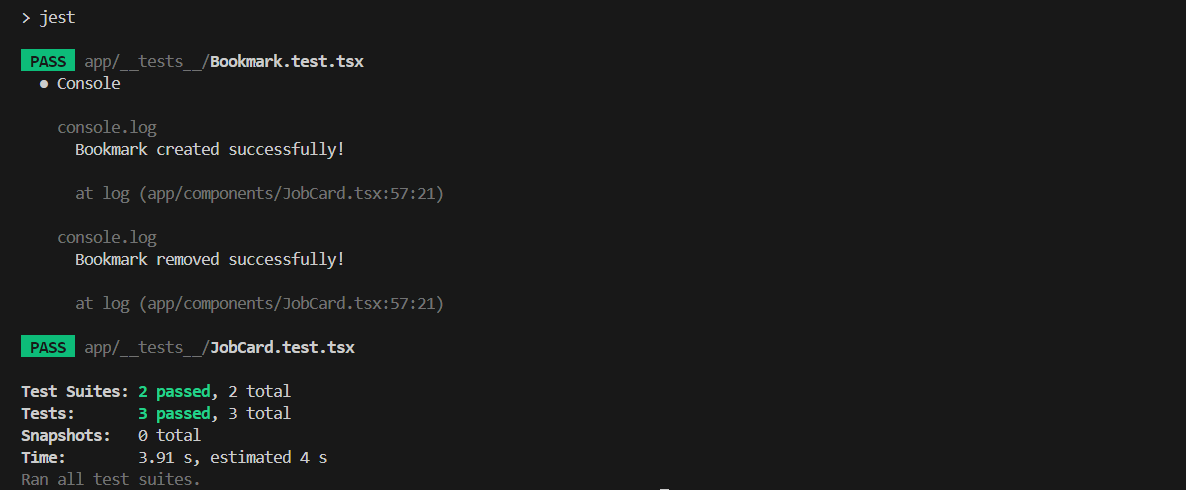 > jest
PASS app/__tests__/Bookmark.test.tsx
● Console
console.log
Bookmark created successfully!
at log (app/components/JobCard.tsx:57:21)
console.log
Bookmark removed successfully!
at log (app/components/JobCard.tsx:57:21)
PASS app/__tests__/JobCard.test.tsx
Test Suites: 2 passed, 2 total
Tests: 3 passed, 3 total
Snapshots: 0 total
Time: 3.91 s, estimated 4 s
Ran all test suites.